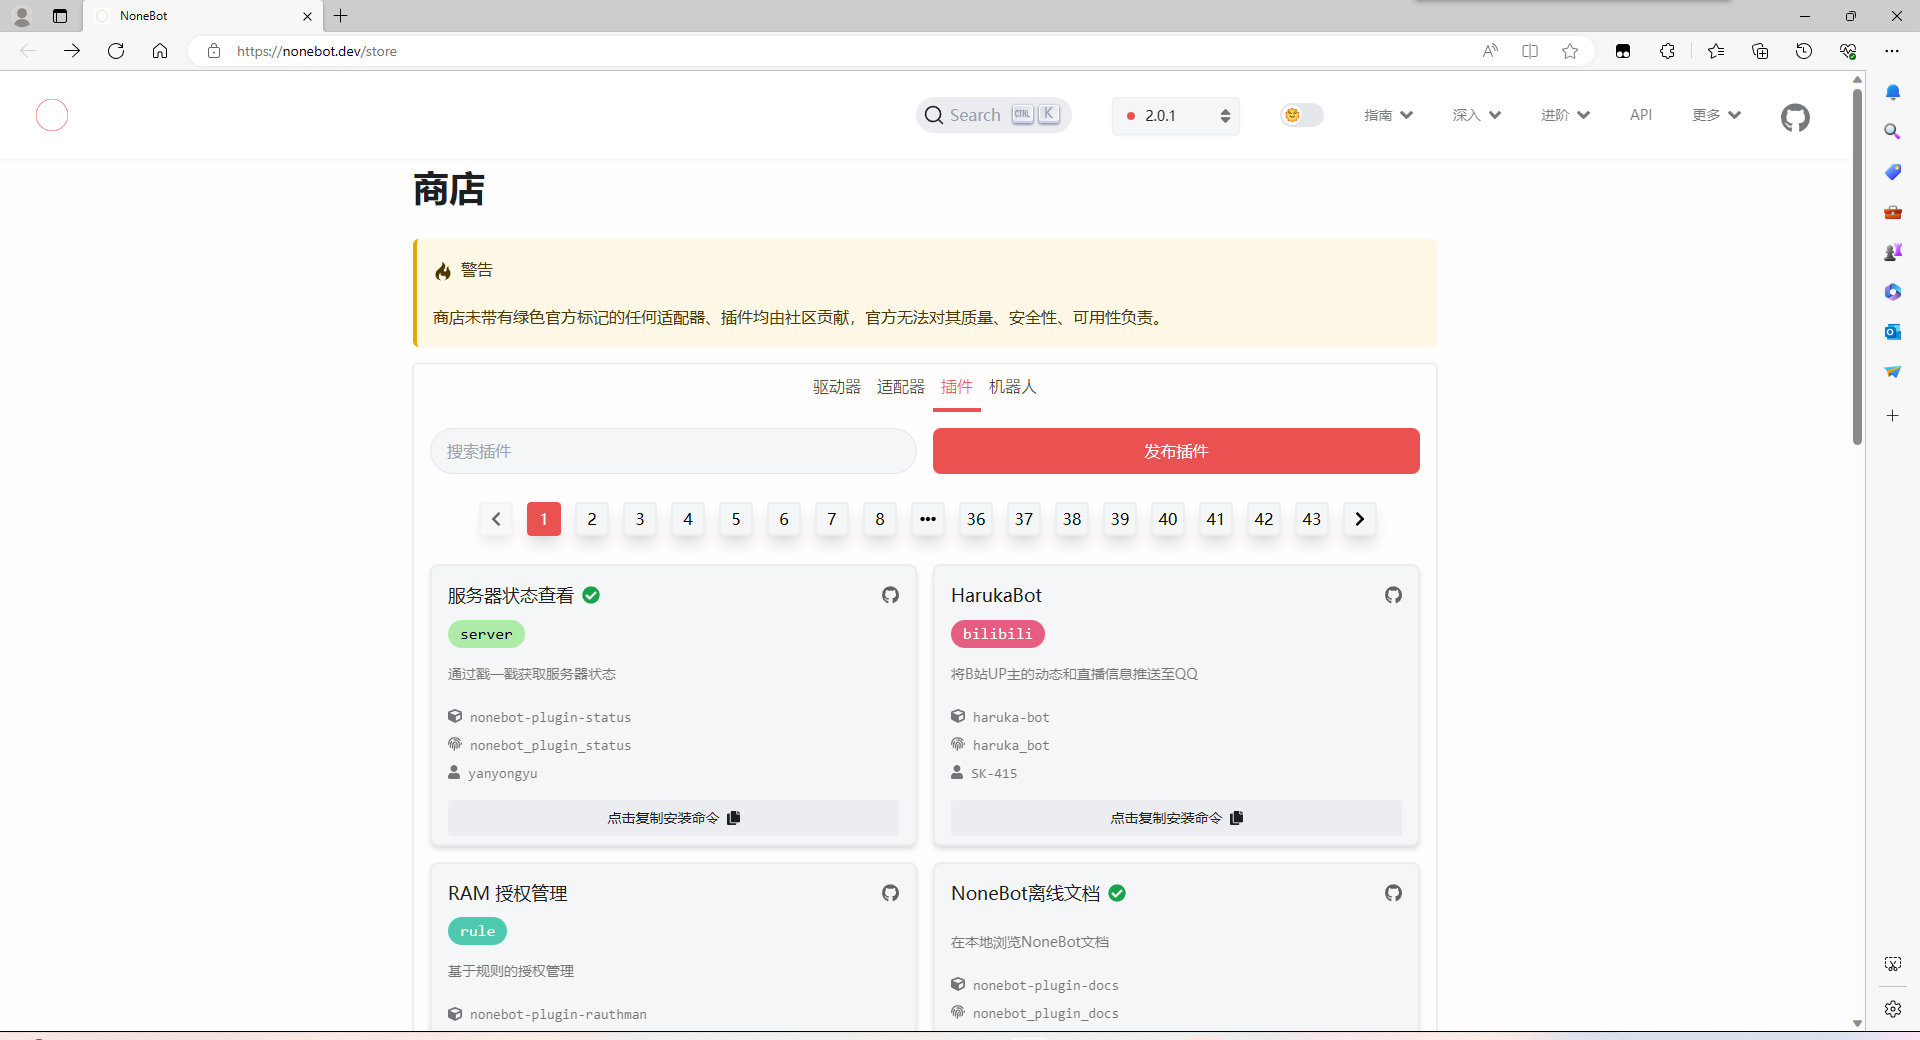 NoneBot
https://nonebot.dev/store
Search CTRL K
2.0.1
指南
深入
进阶
API
更多
商店
警告
商店未带有绿色官方标记的任何适配器、插件均由社区贡献，官方无法对其质量、安全性、可用性负责。
驱动器 适配器 插件 机器人
搜索插件
发布插件
1 2 3 4 5 6 7 8 ••• 36 37 38 39 40 41 42 43
服务器状态查看
server
通过戳一戳获取服务器状态
nonebot-plugin-status
nonebot_plugin_status
yanyongyu
点击复制安装命令
HarukaBot
bilibili
将B站UP主的动态和直播信息推送至QQ
haruka-bot
haruka_bot
SK-415
点击复制安装命令
RAM 授权管理
rule
基于规则的授权管理
nonebot-plugin-rauthman
NoneBot离线文档
在本地浏览NoneBot文档
nonebot-plugin-docs
nonebot_plugin_docs